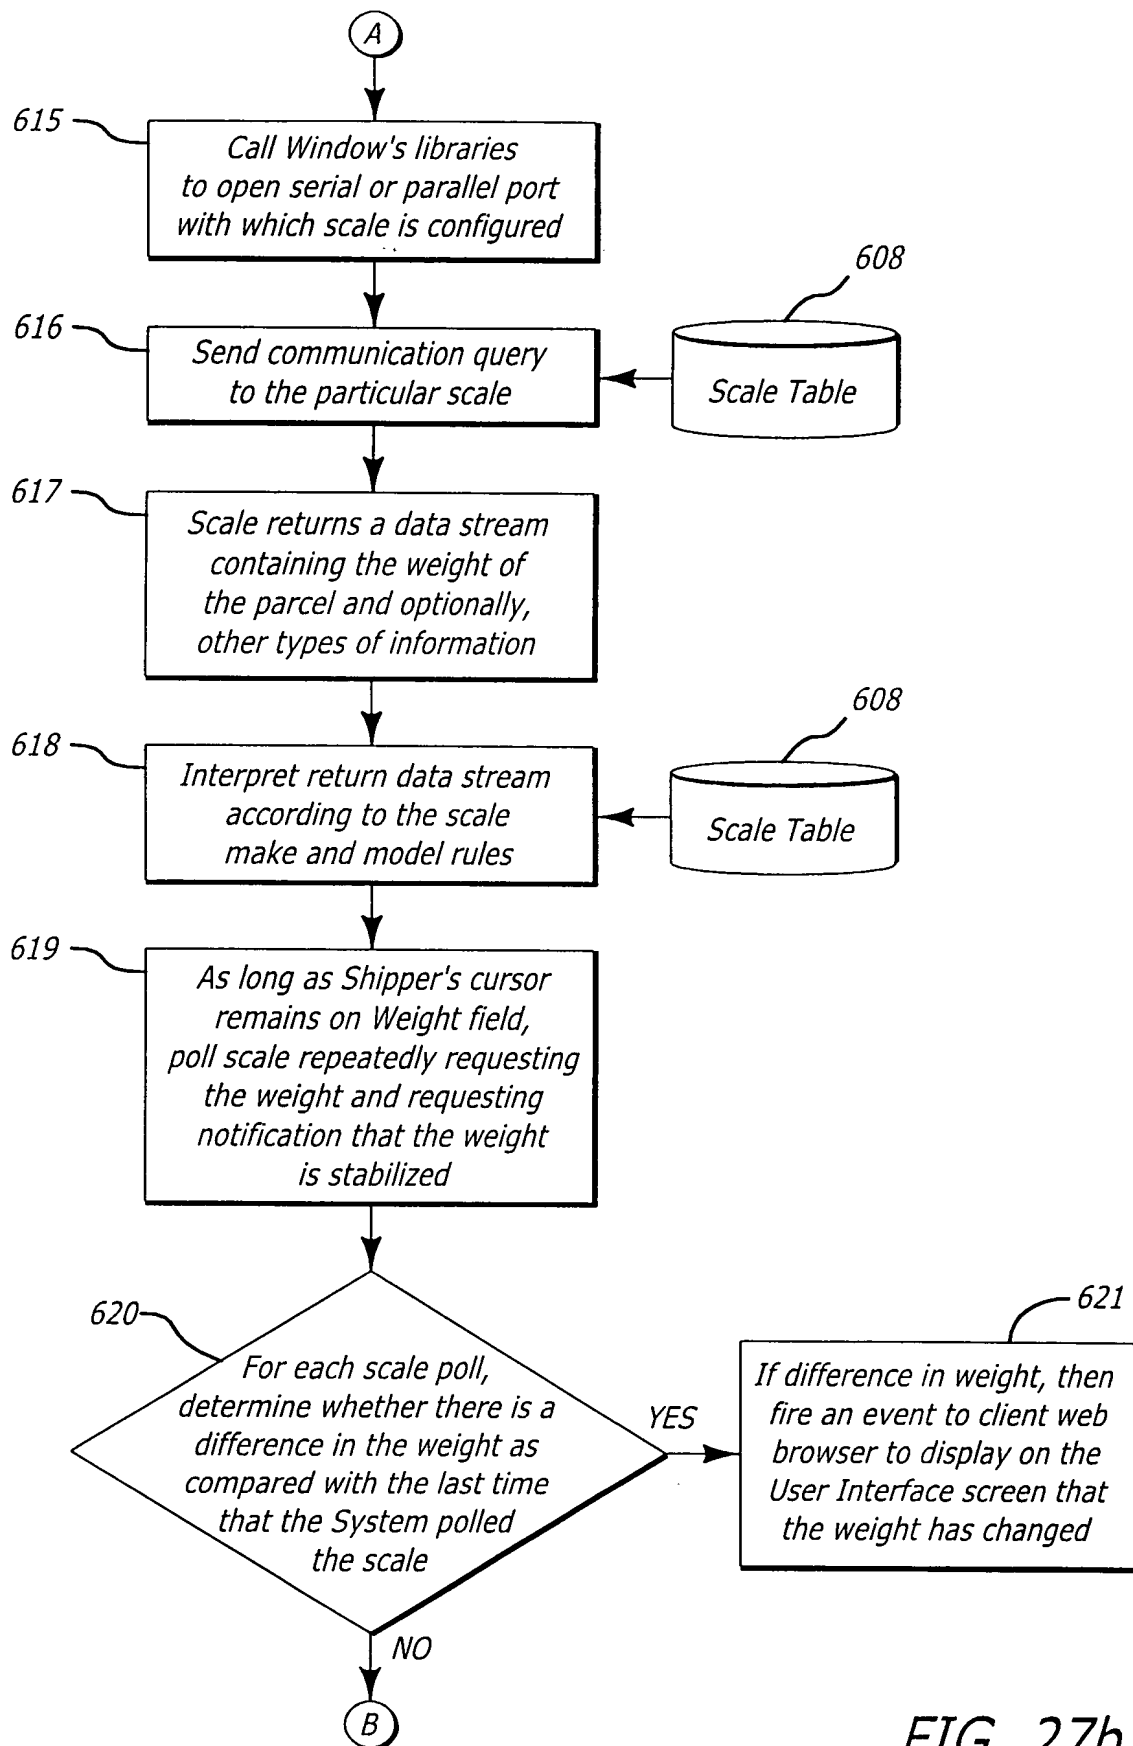 A
615
Call Window's libraries
to open serial or parallel port
with which scale is configured
608
616
Send communication query
to the particular scale
Scale Table
617
Scale returns a data stream
containing the weight of
the parcel and optionally,
other types of information
608
618
Interpret return data stream
according to the scale
make and model rules
Scale Table
619
As long as Shipper's cursor
remains on Weight field,
poll scale repeatedly requesting
the weight and requesting
notification that the weight
is stabilized
620
For each scale poll,
determine whether there is a
difference in the weight as
compared with the last time
that the System polled
the scale
YES
621
If difference in weight, then
fire an event to client web
browser to display on the
User Interface screen that
the weight has changed
NO
B
FIG. 27b